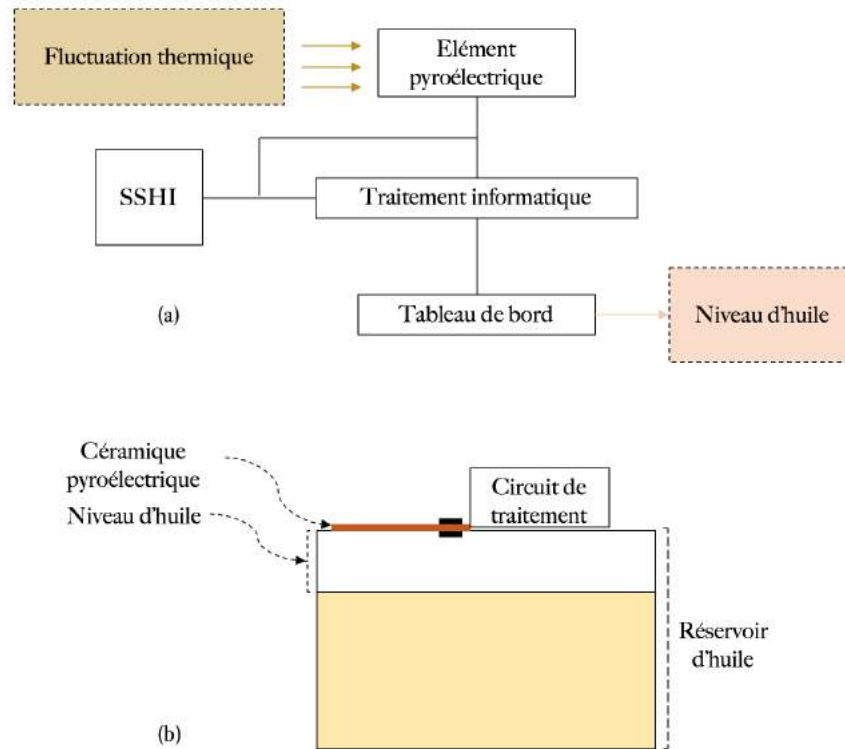 Fluctuation thermique
Elément
pyroélectrique
SSHI
Traitement informatique
(a)
Tableau de bord
Niveau d'huile
Céramique
pyroélectrique
Niveau d'huile
Circuit de
traitement
Réservoir
d'huile
(b)